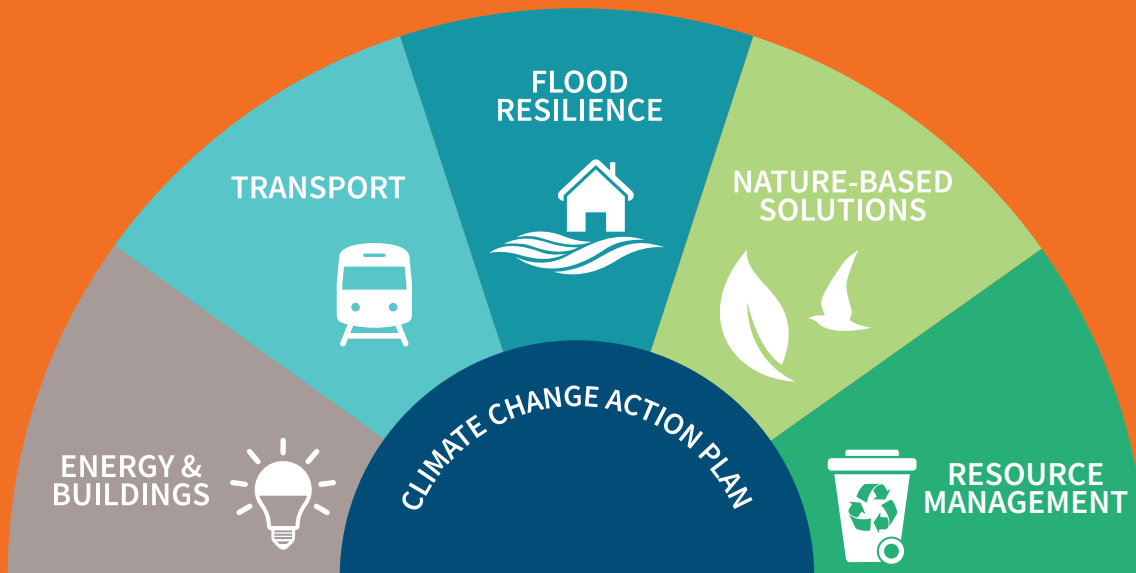 FLOOD
RESILIENCE
TRANSPORT
NATURE-BASED
SOLUTIONS
ENERGY &
BUILDINGS
CLIMATE CHANGE ACTION PLAN
RESOURCE
MANAGEMENT